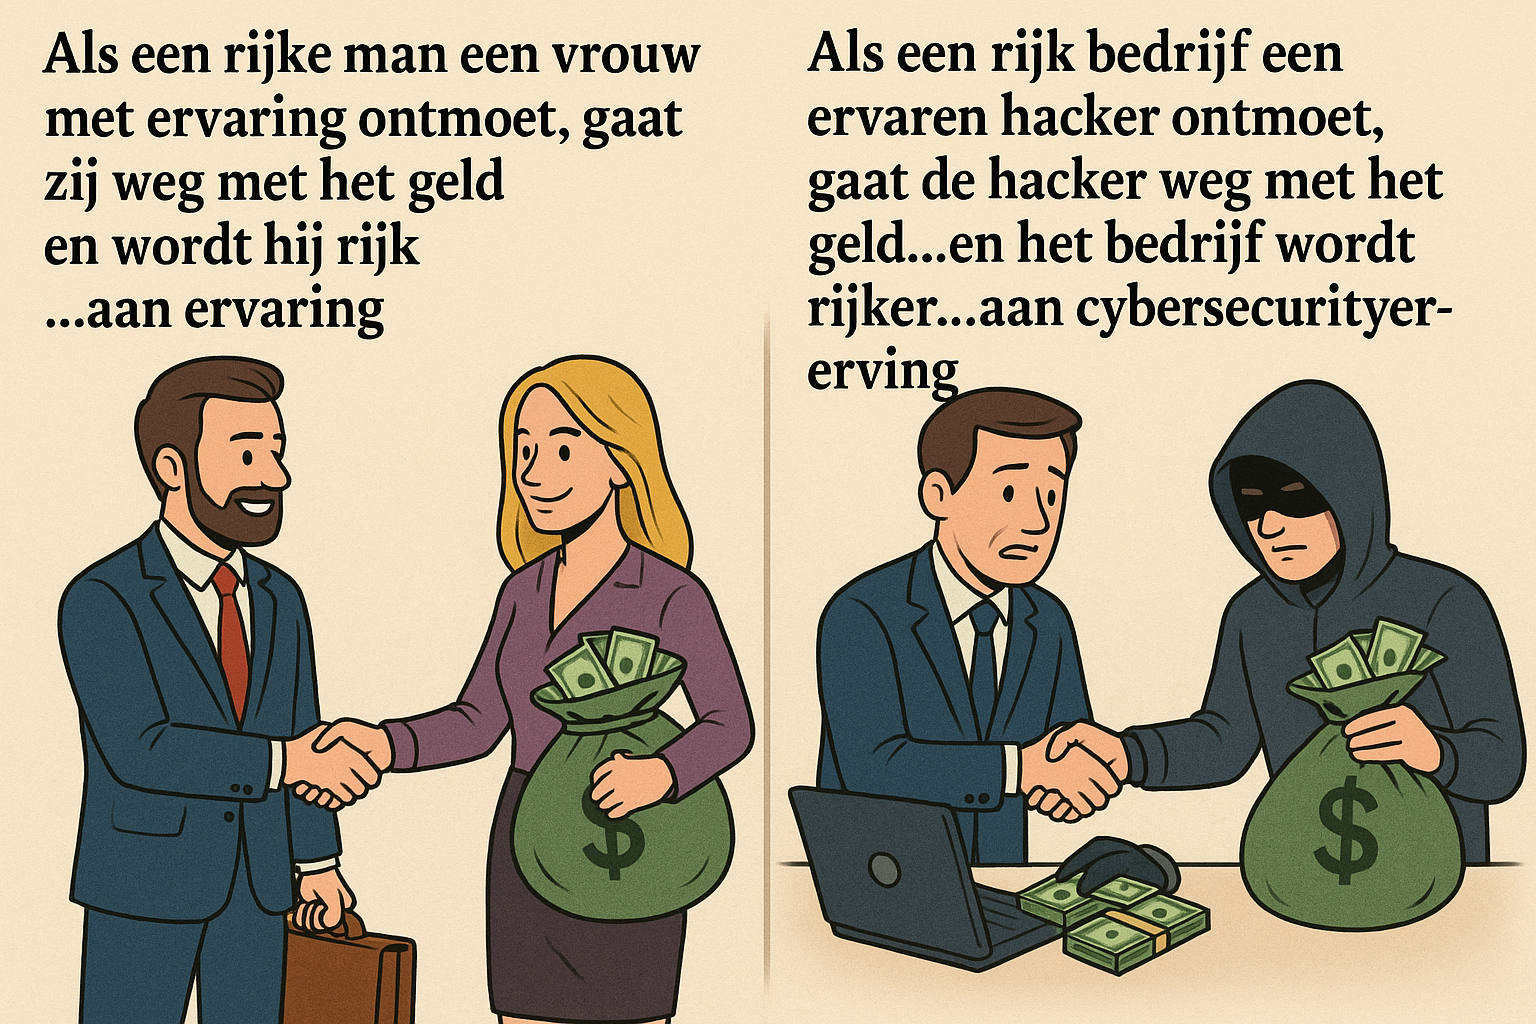 Als een rijke man een vrouw
met ervaring ontmoet, gaat
zij weg met het geld
en wordt hij rijk
...aan ervaring
Als een rijk bedrijf een
ervaren hacker ontmoet,
gaat de hacker weg met het
geld...en het bedrijf wordt
rijker...aan cybersecurityer-
erving
$
$